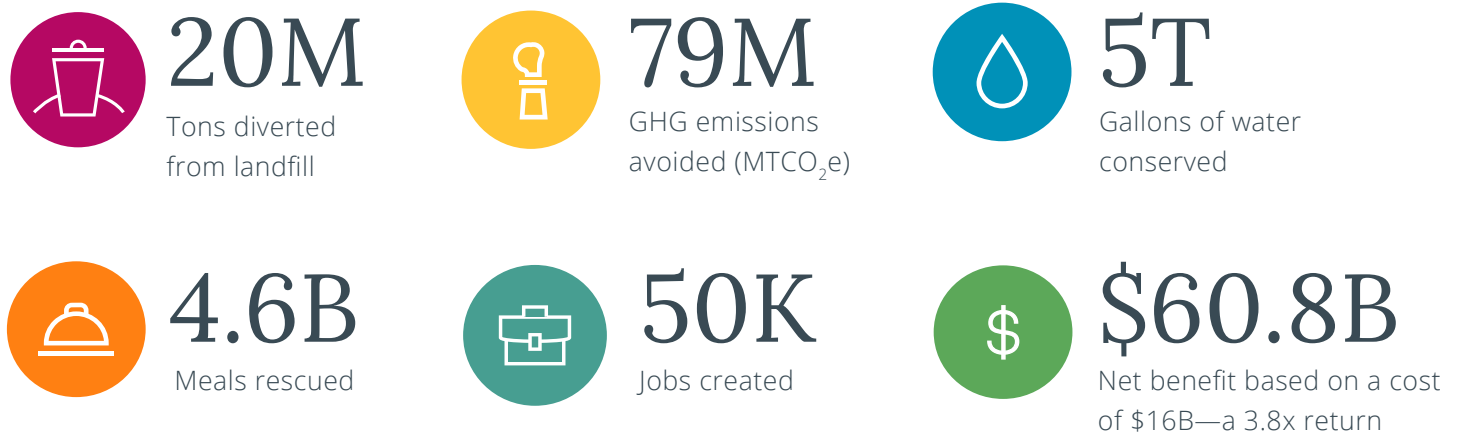 20M
Tons diverted
from landfill
79M
GHG emissions
avoided (MTCO₂e)
5T
Gallons of water
conserved
4.6B
Meals rescued
50K
Jobs created
$
$60.8B
Net benefit based on a cost
of $16B—a 3.8x return